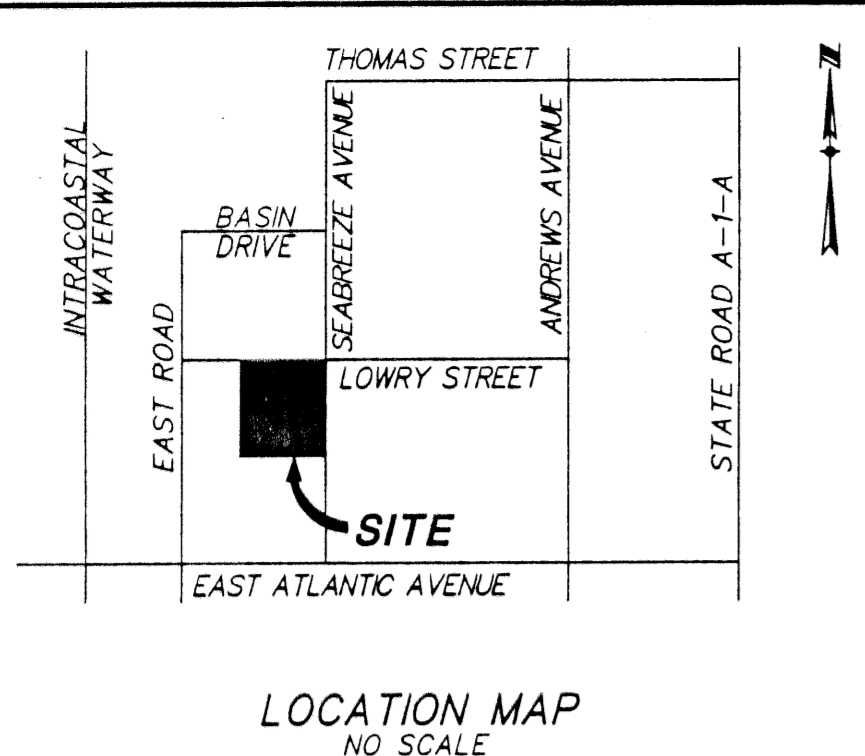 THOMAS STREET
N
INTRACOASTAL
WATERWAY
BASIN
DRIVE
SEABREEZE AVENUE
ANDREWS AVENUE
STATE ROAD A-1-A
EAST ROAD
LOWRY STREET
SITE
EAST ATLANTIC AVENUE
LOCATION MAP
NO SCALE